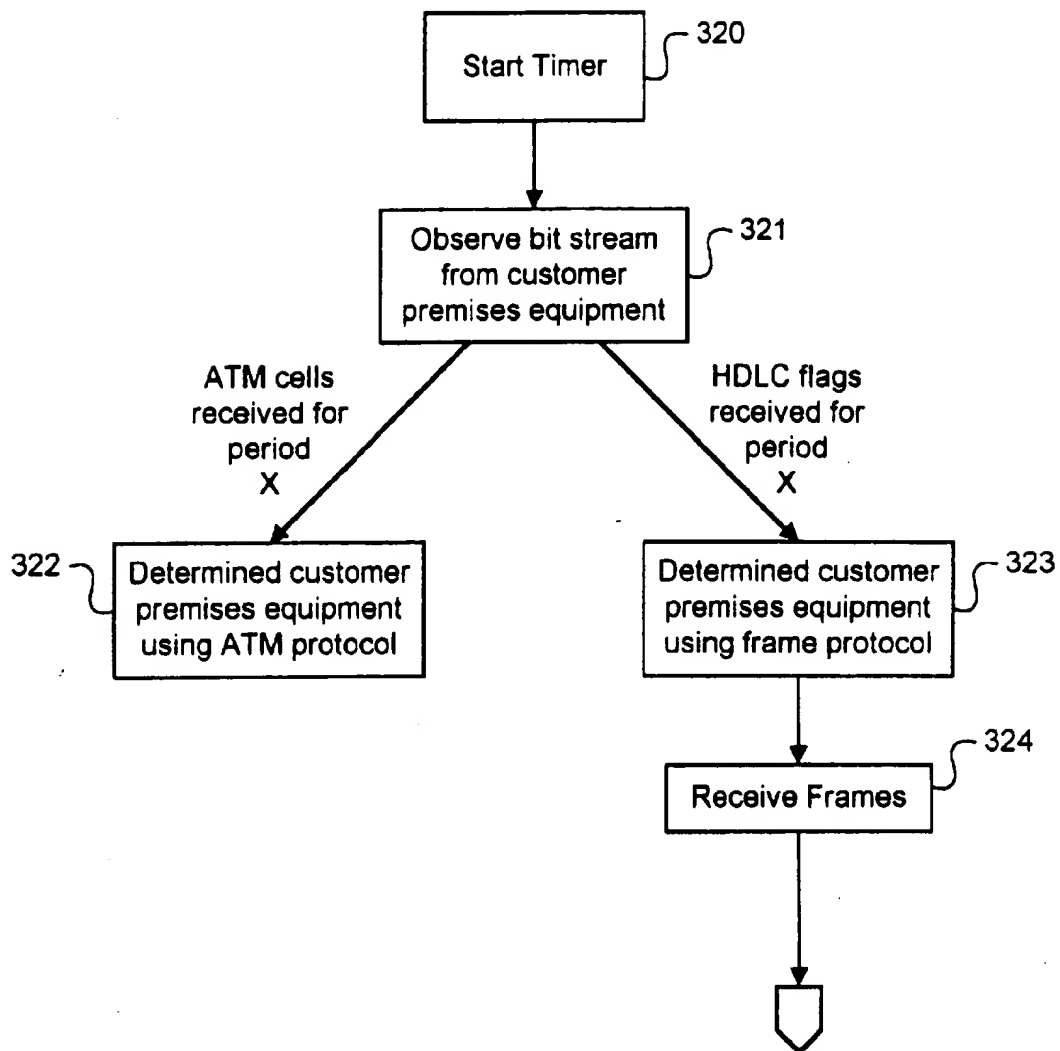 320
Start Timer
321
Observe bit stream
from customer
premises equipment
ATM cells
received for
period
X
HDLC flags
received for
period
X
322
Determined customer
premises equipment
using ATM protocol
323
Determined customer
premises equipment
using frame protocol
324
Receive Frames